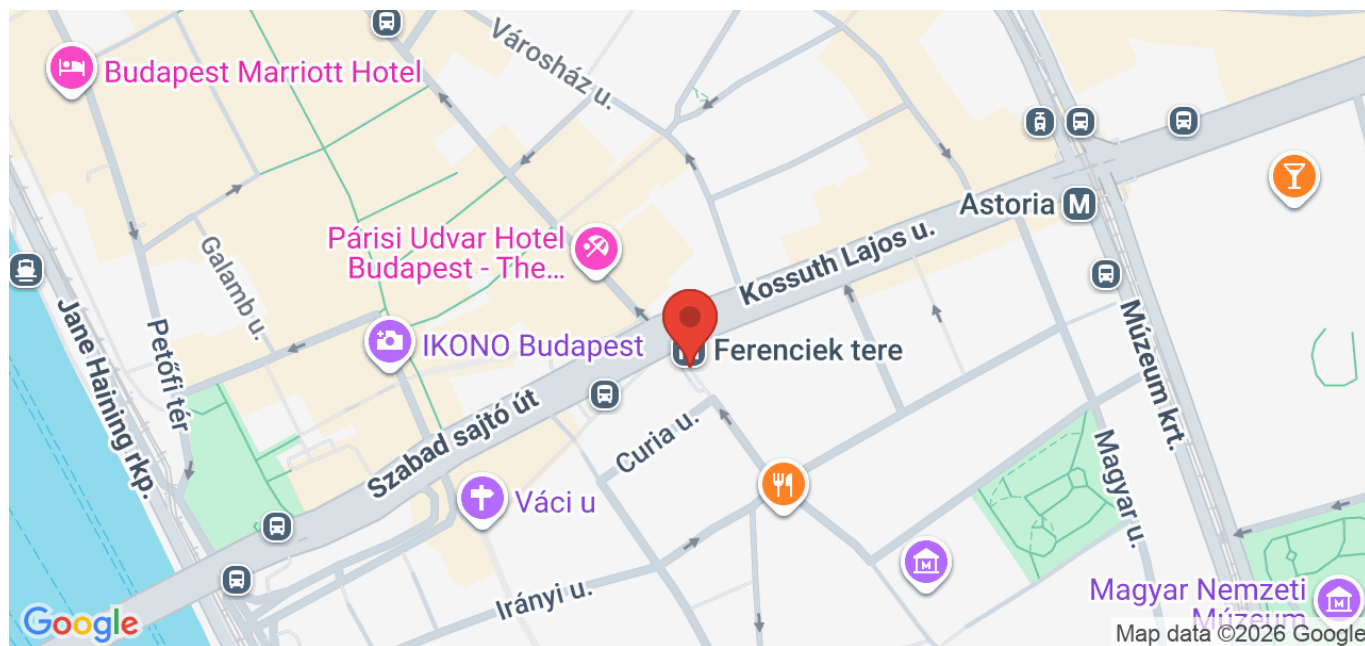 Budapest Marriott Hotel
Városház u.
Astoria M
Párisi Udvar Hotel
Budapest - The...
Kossuth Lajos u.
Galamb u.
IKONO Budapest
Ferenciek tere
Jane Haining rkp.
Petőfi tér
Múzeum krt.
Szabad sajtó út
Curia u.
Magyar u.
Váci u
Irányi u.
Magyar Nemzeti
Múzeum
Google
Map data ©2026 Google